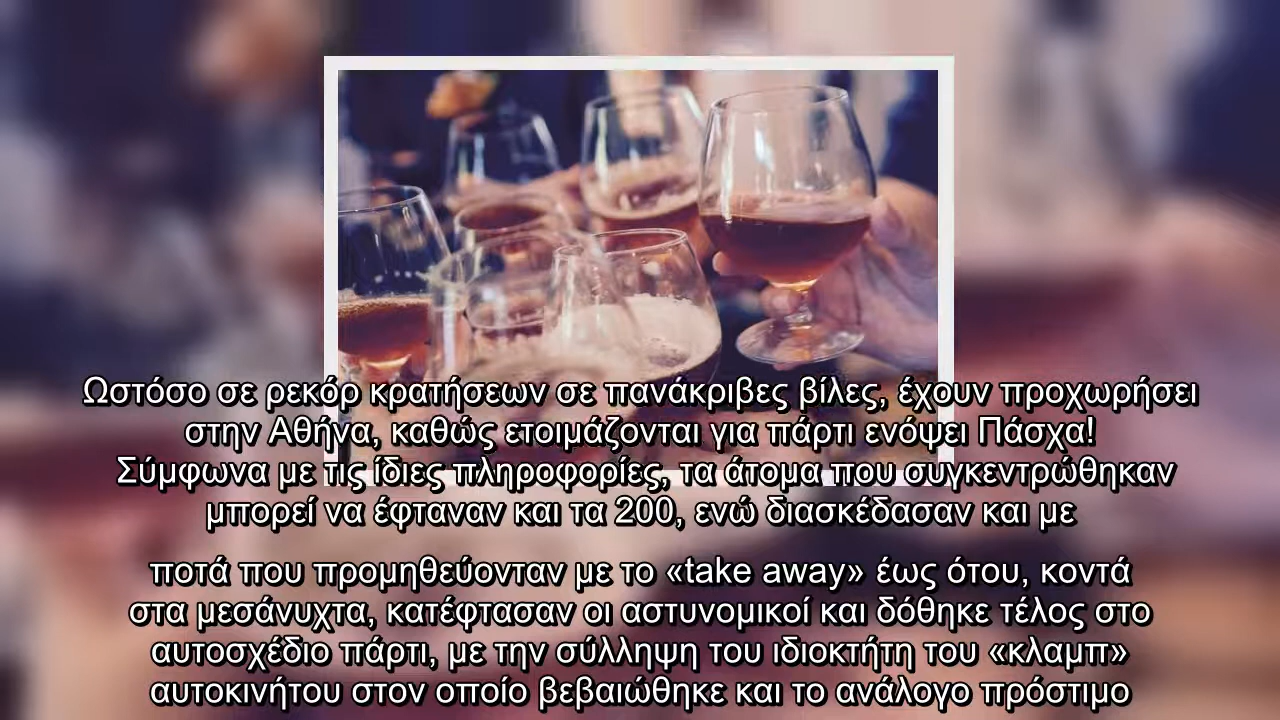 Ωστόσο σε ρεκόρ κρατήσεων σε πανάκριβες βίλες, έχουν προχωρήσει
στην Αθήνα, καθώς ετοιμάζονται για πάρτι ενόψει Πάσχα!
Σύμφωνα με τις ίδιες πληροφορίες, τα άτομα που συγκεντρώθηκαν
μπορεί να έφταναν και τα 200, ενώ διασκέδασαν και με
ποτά που προμηθεύονταν με το «take away» έως ότου, κοντά
στα μεσάνυχτα, κατέφτασαν οι αστυνομικοί και δόθηκε τέλος στο
αυτοσχέδιο πάρτι, με την σύλληψη του ιδιοκτήτη του «κλαμπ»
αυτοκινήτου στον οποίο βεβαιώθηκε και το ανάλογο πρόστιμο